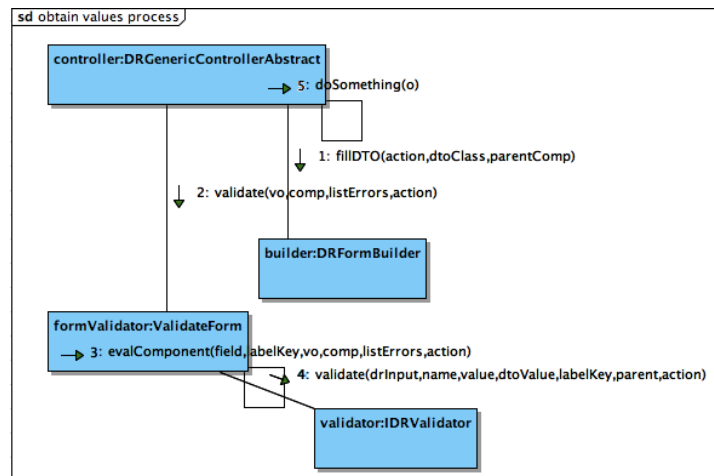 sd obtain values process
controller:DRGenericControllerAbstract
5: doSomething(o)
1: fillDTO(action,dtoClass,parentComp)
2: validate(vo,comp,listErrors,action)
builder:DRFormBuilder
formValidator:ValidateForm
3: evalComponent(field,labelKey,vo,comp,listErrors,action)
4: validate(drInput,name,value,dtoValue,labelKey,parent,action)
validator:IDRValidator